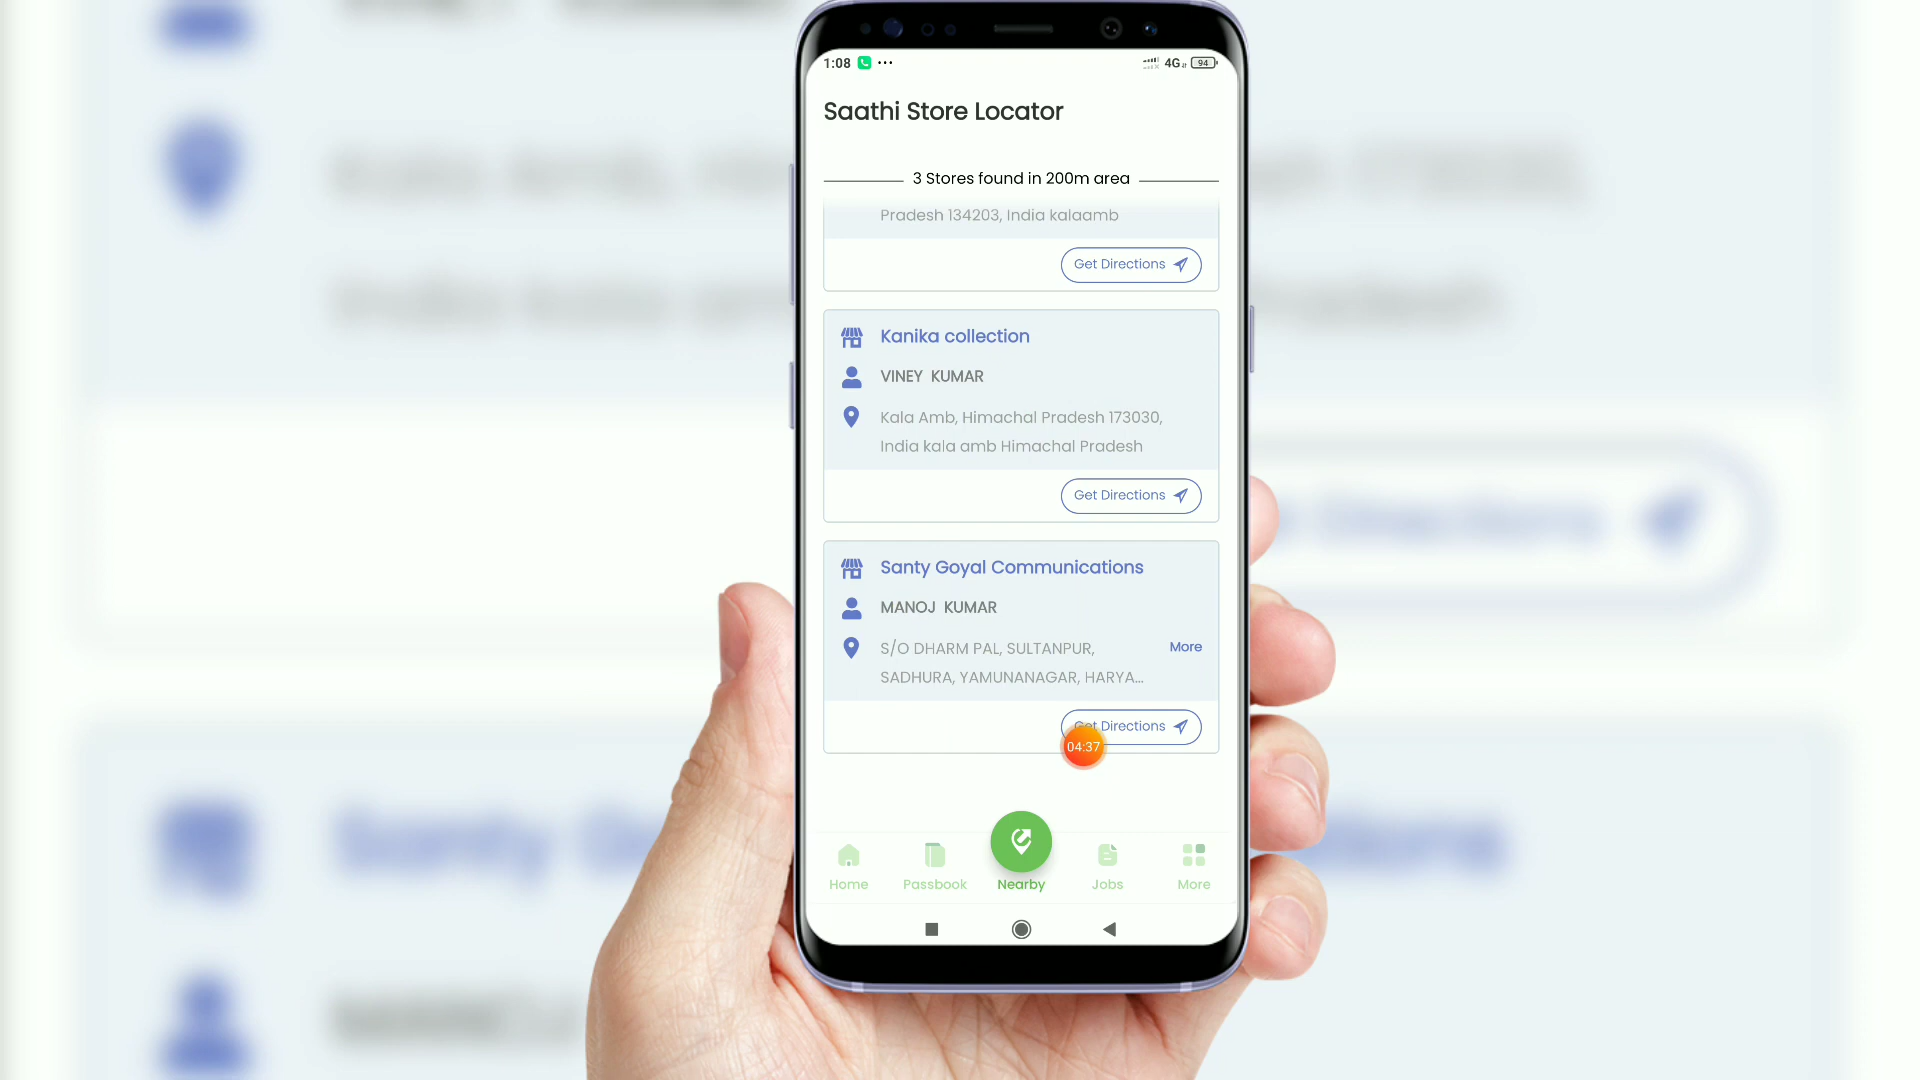 1:08
4G
94
Saathi Store Locator
3 Stores found in 200m area
Pradesh 134203, India kalaamb
Get Directions
Kanika collection
VINEY KUMAR
Kala Amb, Himachal Pradesh 173030,
India kala amb Himachal Pradesh
Get Directions
Santy Goyal Communications
MANOJ KUMAR
S/O DHARM PAL, SULTANPUR,
More
SADHURA, YAMUNANAGAR, HARYA...
Get Directions
04:37
Home
Passbook
Nearby
Jobs
More